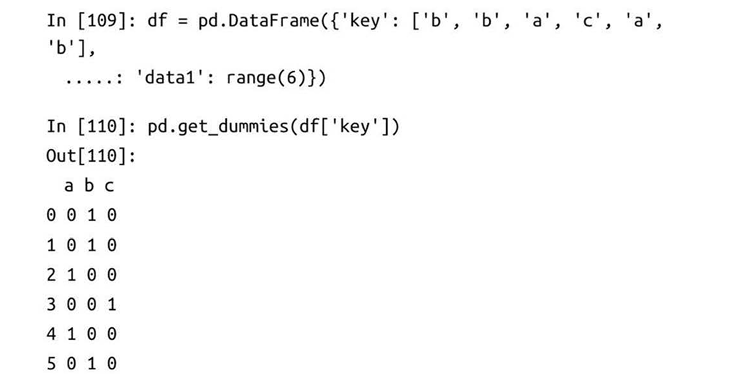 In [109]: df = pd.DataFrame({'key': ['b', 'b', 'a', 'c', 'a',
'b'],
.....: 'data1': range(6)})
In [110]: pd.get_dummies(df['key'])
Out[110]:
a b c
0 0 1 0
1 0 1 0
2 1 0 0
3 0 0 1
4 1 0 0
5 0 1 0